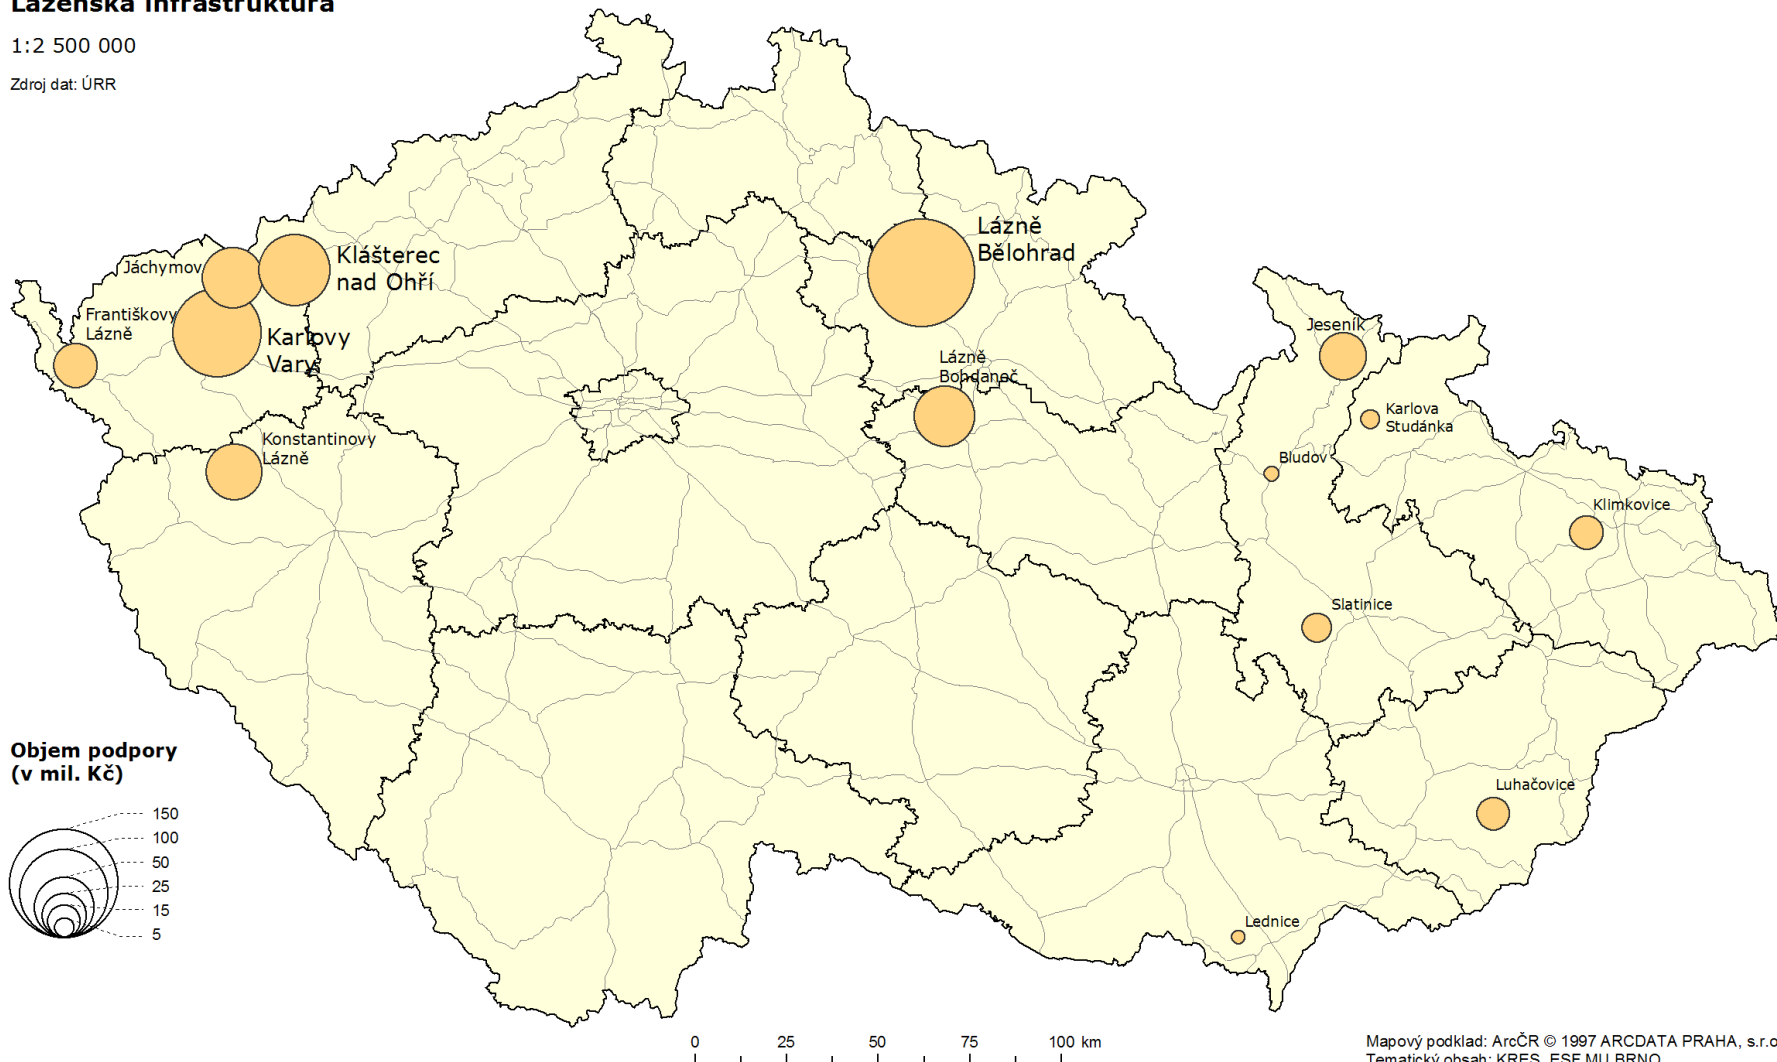 Lázeňská infrastruktura
1:2 500 000
Zdroj dat: ÚRR
Lázně
Bělohrad
Klášterec
nad Ohří
Jáchymov
Františkovy
Lázně
Karlovy
Vary
Jeseník
Lázně
Bohdaneč
Karlova
Studánka
Konstantinovy
Lázně
Bludov
Klimkovice
Slatinice
Luhačovice
Lednice
Objem podpory
(v mil. Kč)
150
100
50
25
15
5
0 25 50 75 100 km
Mapový podklad: ArcČR © 1997 ARCDATA PRAHA, s.r.o
Tematický obsah: KRES, ESF MU BRNO